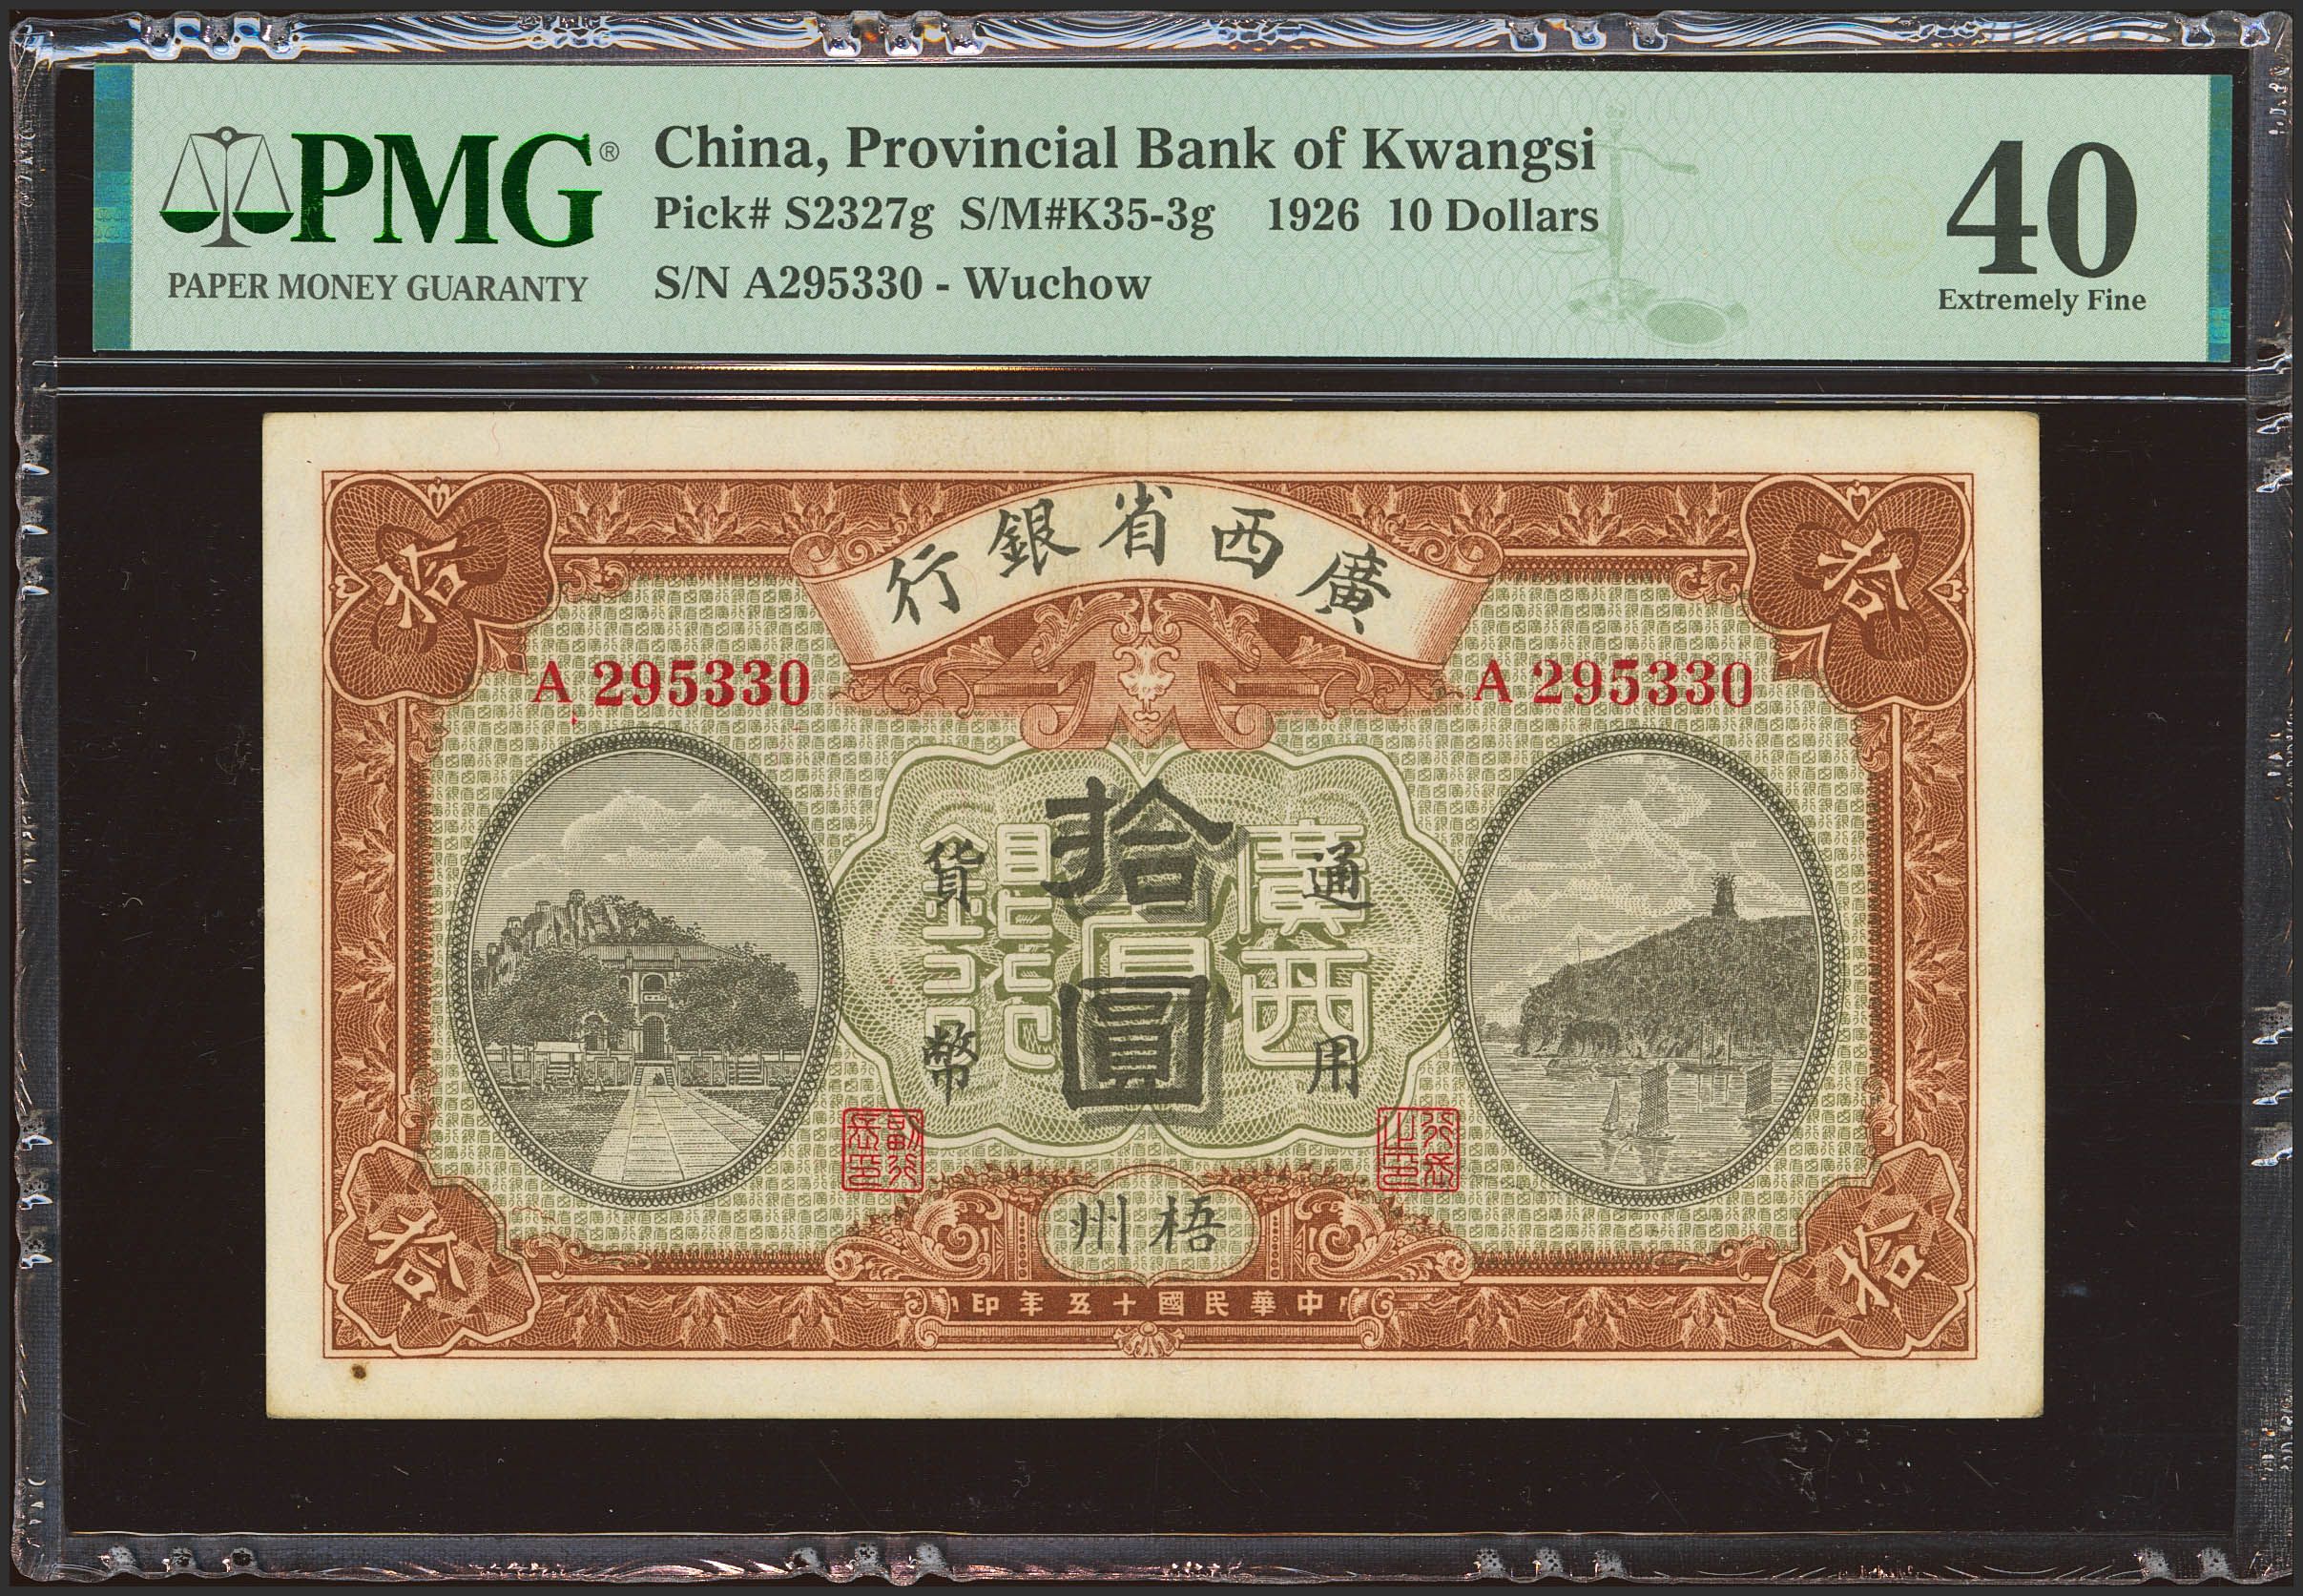 PMG®
PAPER MONEY GUARANTY
China, Provincial Bank of Kwangsi
Pick# S2327g S/M#K35-3g 1926 10 Dollars
S/N A295330 - Wuchow
40
Extremely Fine
廣西省銀行
拾
拾
A 295330
A 295330
廣西
銀
通用
拾圓
貨幣
梧州
拾
拾
中華民國十五年印